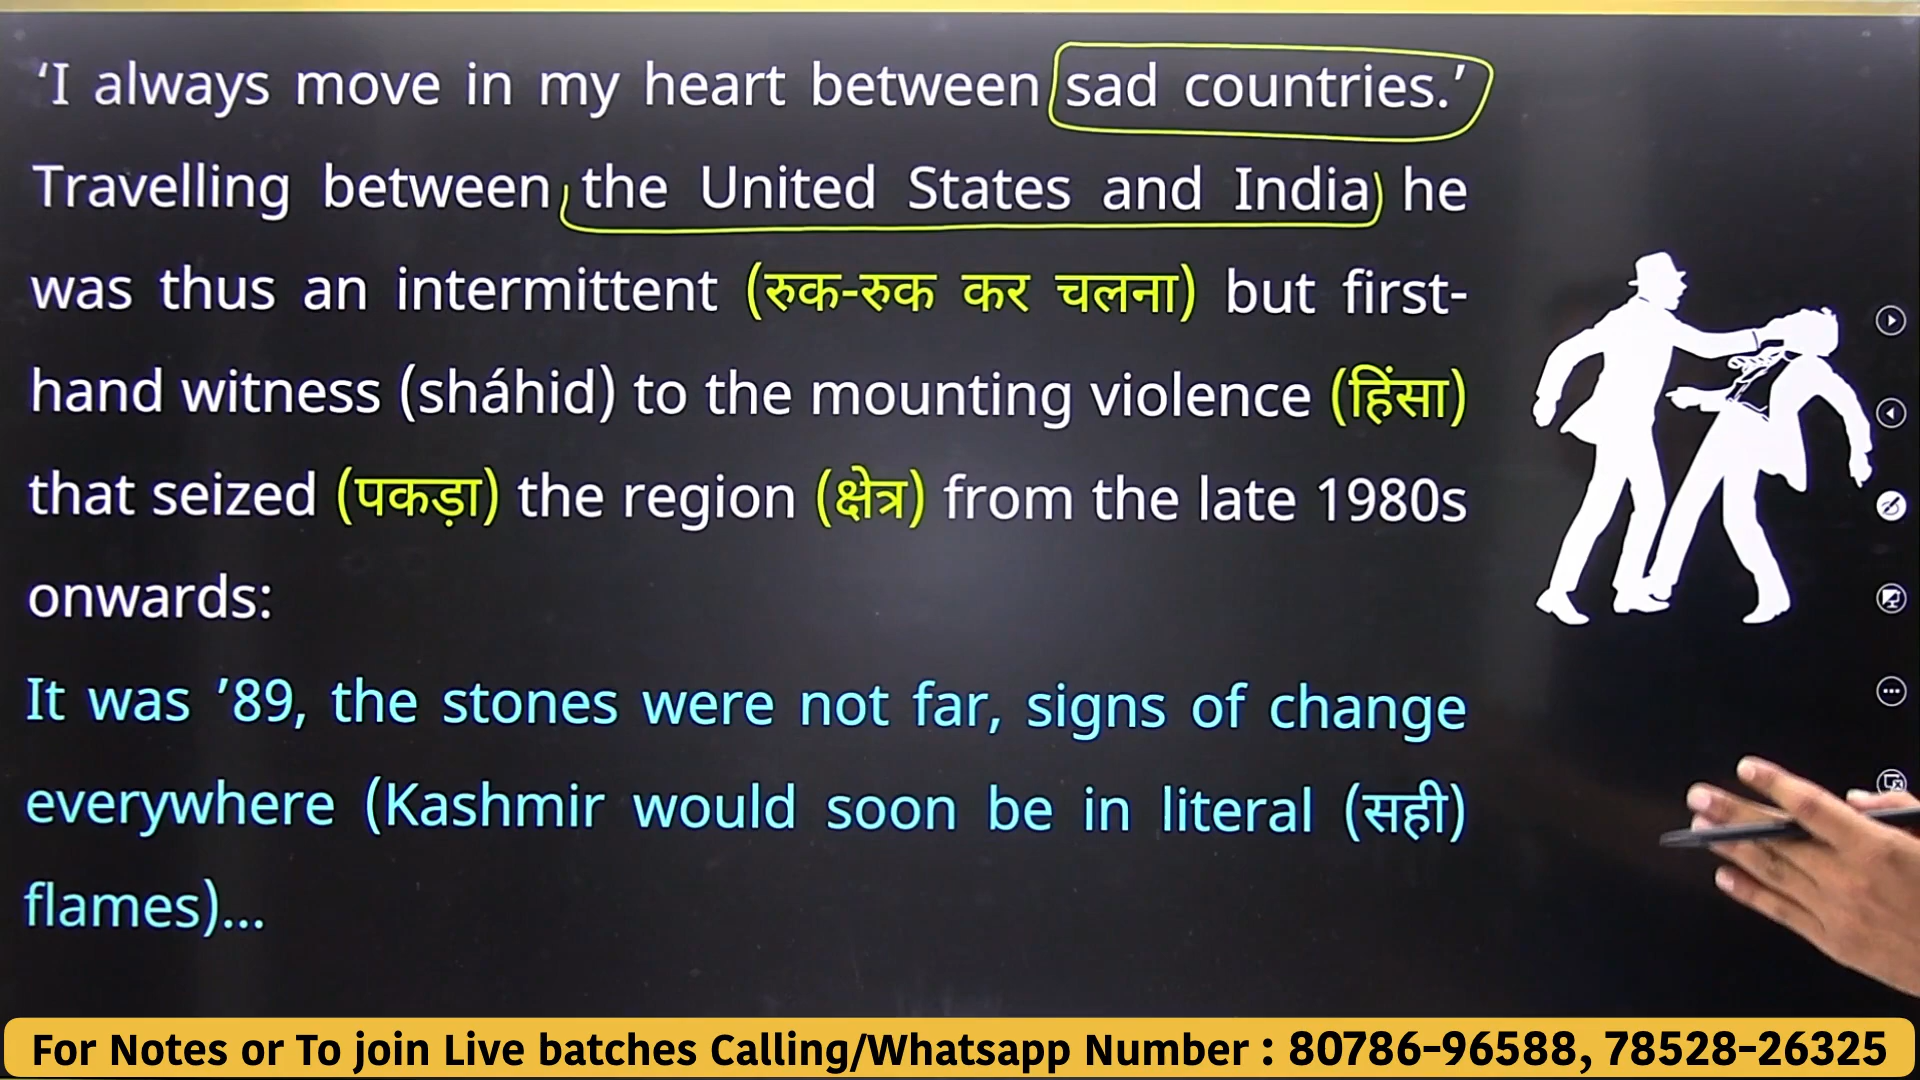 ‘I always move in my heart between sad countries.’
Travelling between the United States and India he
was thus an intermittent (रुक-रुक कर चलना) but first-
hand witness (sháhid) to the mounting violence (हिंसा)
that seized (पकड़ा) the region (क्षेत्र) from the late 1980s
onwards:
It was ’89, the stones were not far, signs of change
everywhere (Kashmir would soon be in literal (सही)
flames)...
For Notes or To join Live batches Calling/Whatsapp Number : 80786-96588, 78528-26325